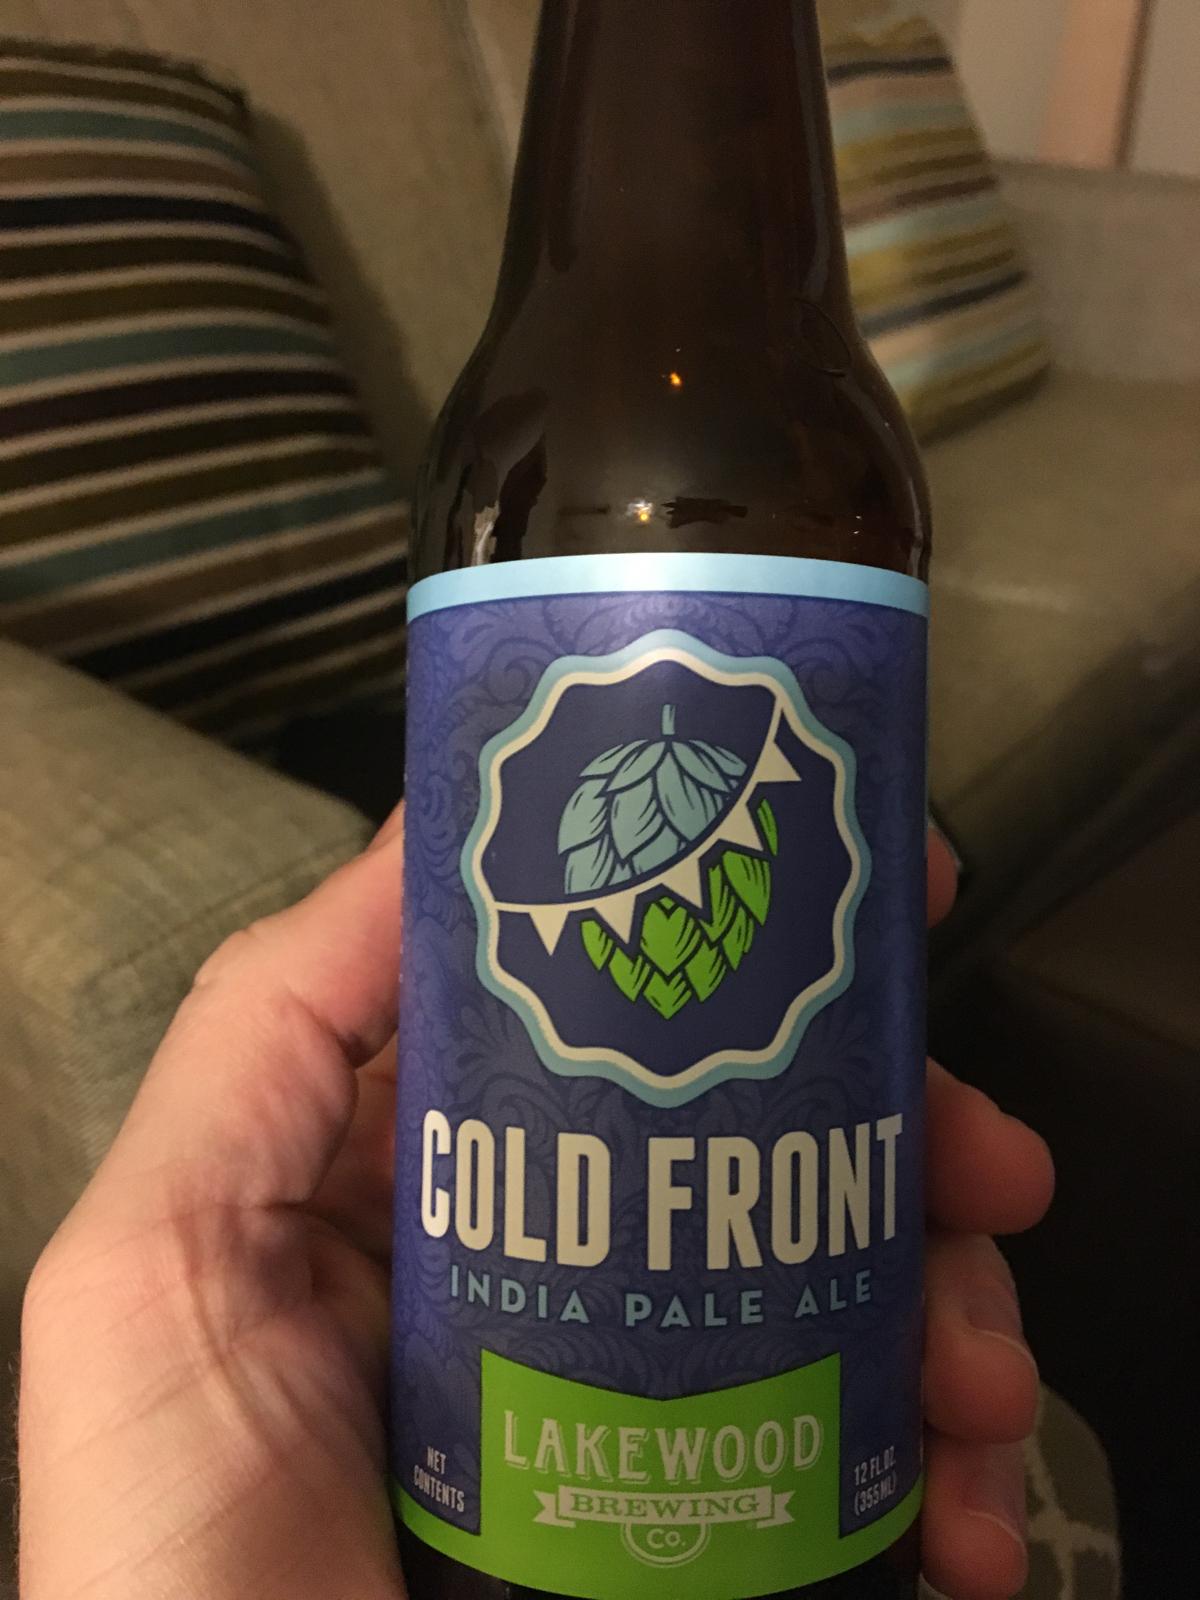 COLD FRONT
INDIA PALE ALE
LAKEWOOD
BREWING
CO.
NET
CONTENTS
12 FL OZ.
(355ML)